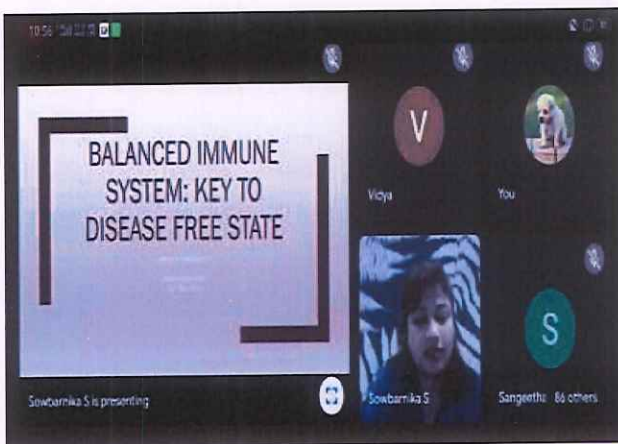 10:56
BALANCED IMMUNE
SYSTEM: KEY TO
DISEASE FREE STATE
V
Vidya
You
Sowbarnika S is presenting
Sowbarnika S
S
Sangeetha
86 others